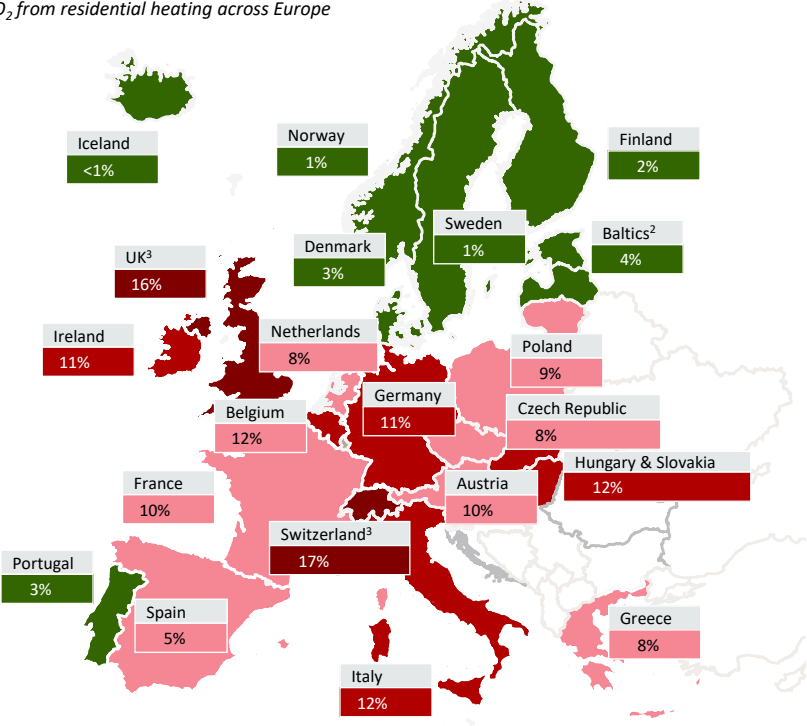 O₂ from residential heating across Europe
Iceland
<1%
Norway
1%
Finland
2%
Sweden
1%
Denmark
3%
Baltics²
4%
UK³
16%
Ireland
11%
Netherlands
8%
Poland
9%
Germany
11%
Belgium
12%
Czech Republic
8%
Hungary & Slovakia
12%
France
10%
Austria
10%
Switzerland³
17%
Portugal
3%
Spain
5%
Greece
8%
Italy
12%